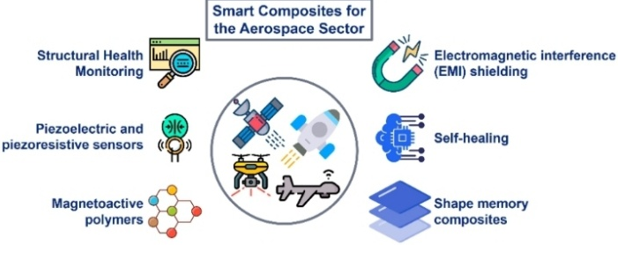 Smart Composites for
the Aerospace Sector
Structural Health
Monitoring
Piezoelectric and
piezoresistive sensors
Magnetoactive
polymers
Electromagnetic interference
(EMI) shielding
Self-healing
Shape memory
composites